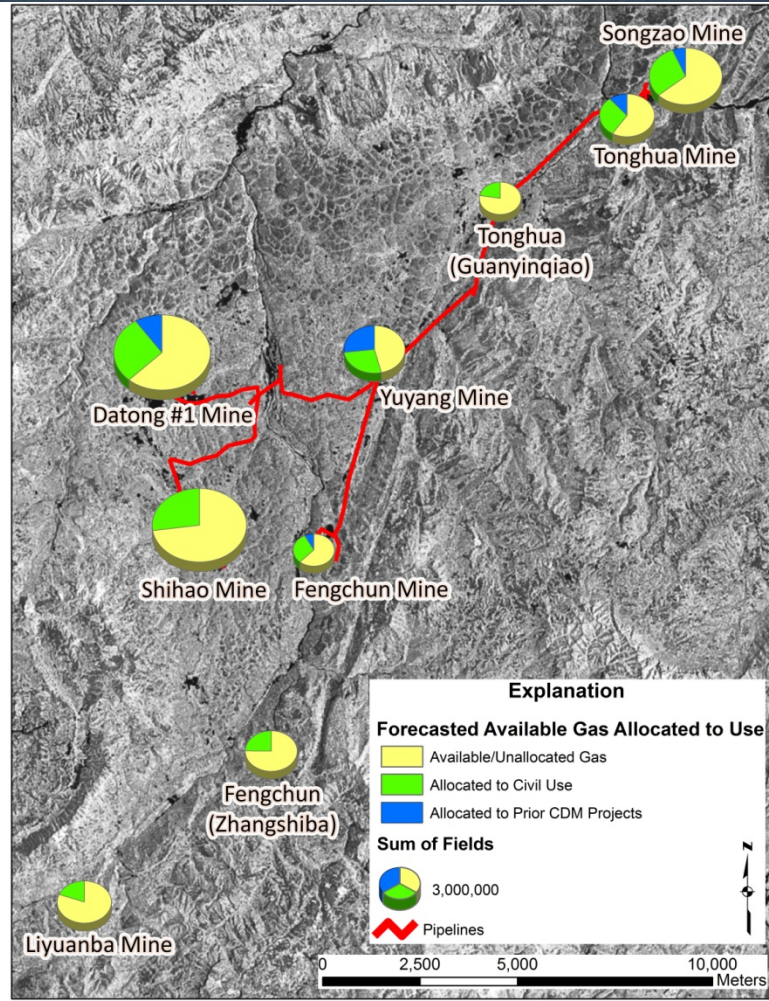 Songzao Mine
Tonghua Mine
Tonghua
(Guanyinqiao)
Datong #1 Mine
Yuyang Mine
Shihao Mine
Fengchun Mine
Fengchun
(Zhangshiba)
Liyuanba Mine
Explanation
Forecasted Available Gas Allocated to Use
Available/Unallocated Gas
Allocated to Civil Use
Allocated to Prior CDM Projects
Sum of Fields
3,000,000
Pipelines
N
0 2,500 5,000 10,000
Meters